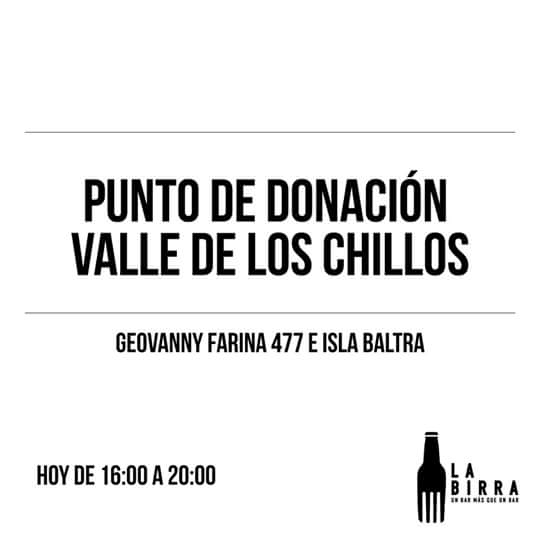 PUNTO DE DONACIÓN
VALLE DE LOS CHILLOS
GEOVANNY FARINA 477 E ISLA BALTRA
HOY DE 16:00 A 20:00
LA
BIRRA
UN BAR MÁS QUE UN BAR